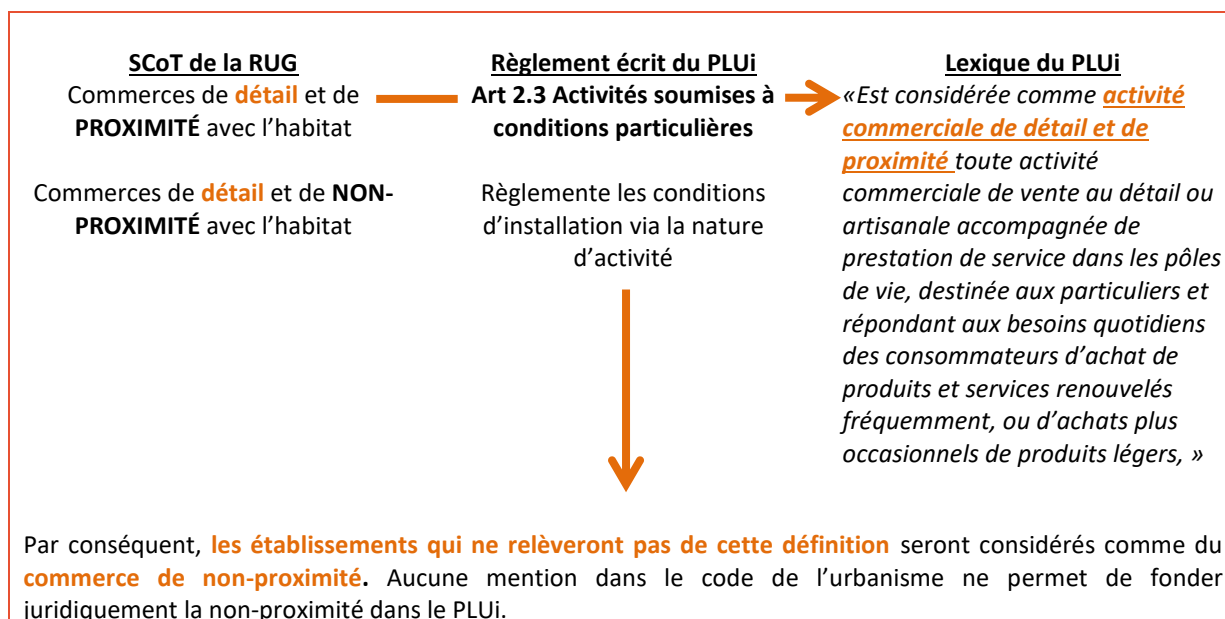 SCoT de la RUG
Commerces de détail et de
PROXIMITÉ avec l’habitat
Commerces de détail et de NON-
PROXIMITÉ avec l’habitat
Règlement écrit du PLUi
Art 2.3 Activités soumises à
conditions particulières
Règlemente les conditions
d’installation via la nature
d’activité
Lexique du PLUi
«Est considérée comme activité
commerciale de détail et de
proximité toute activité
commerciale de vente au détail ou
artisanale accompagnée de
prestation de service dans les pôles
de vie, destinée aux particuliers et
répondant aux besoins quotidiens
des consommateurs d’achat de
produits et services renouvelés
fréquemment, ou d’achats plus
occasionnels de produits légers, »
Par conséquent, les établissements qui ne relèveront pas de cette définition seront considérés comme du
commerce de non-proximité. Aucune mention dans le code de l’urbanisme ne permet de fonder
juridiquement la non-proximité dans le PLUi.